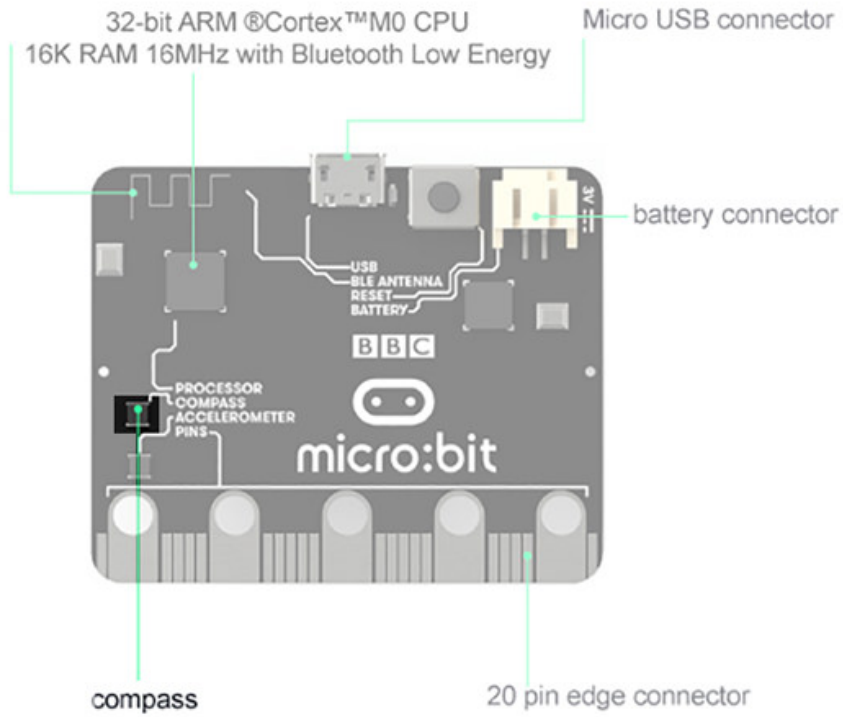 32-bit ARM ®Cortex™M0 CPU
16K RAM 16MHz with Bluetooth Low Energy
Micro USB connector
3V
battery connector
USB
BLE ANTENNA
RESET
BATTERY
BBC
PROCESSOR
COMPASS
ACCELEROMETER
PINS
micro:bit
compass
20 pin edge connector